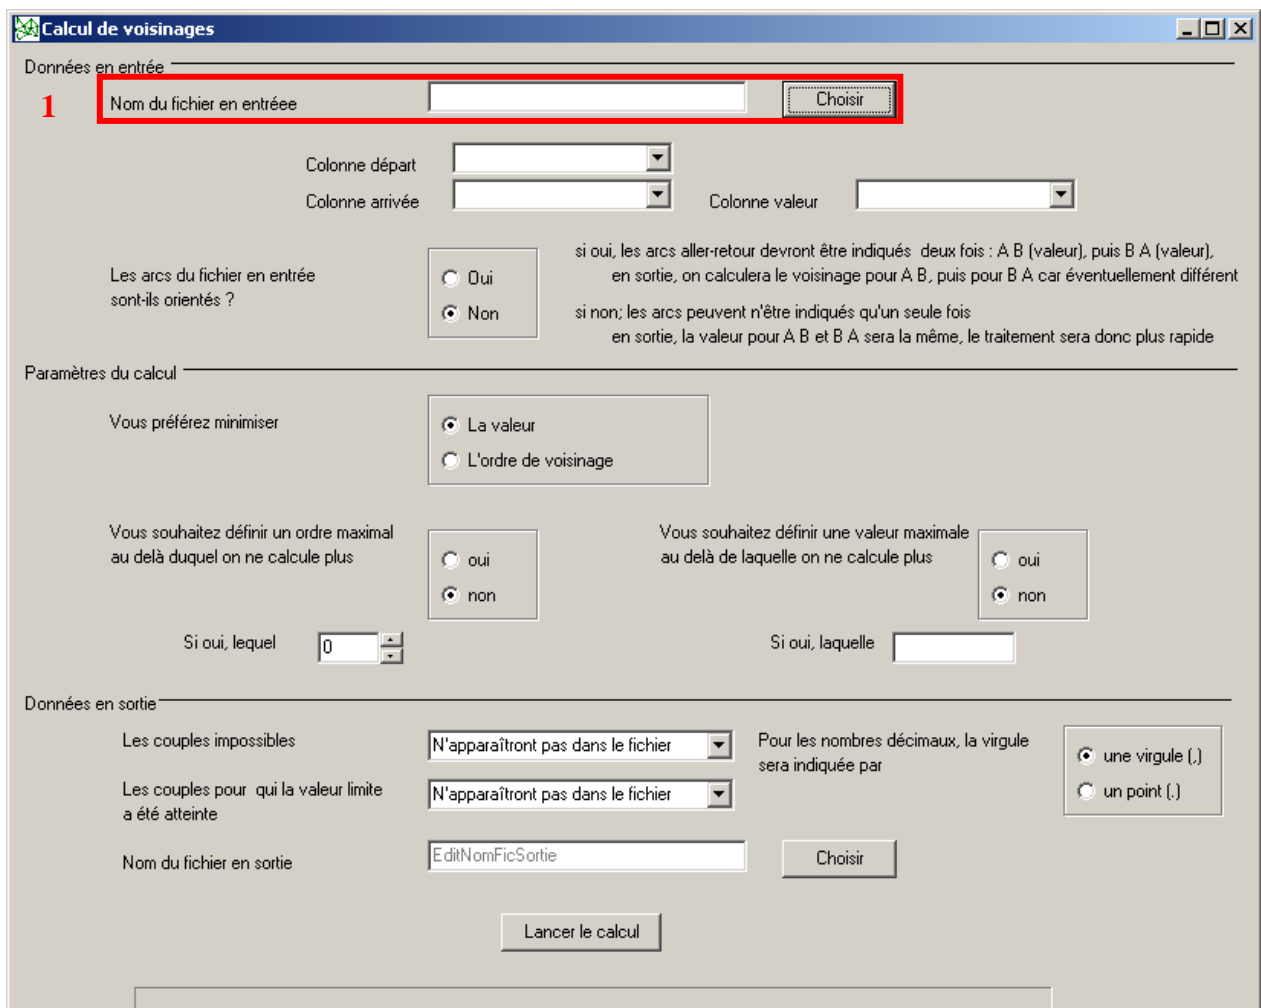 Calcul de voisinages
Données en entrée
1
Nom du fichier en entréee
Choisir
Colonne départ
Colonne arrivée
Colonne valeur
Les arcs du fichier en entrée
sont-ils orientés ?
Oui
Non
si oui, les arcs aller-retour devront être indiqués  deux fois : A B (valeur), puis B A (valeur),
en sortie, on calculera le voisinage pour A B, puis pour B A car éventuellement différent
si non; les arcs peuvent n'être indiqués qu'un seule fois
en sortie, la valeur pour A B et B A sera la même, le traitement sera donc plus rapide
Paramètres du calcul
Vous préférez minimiser
La valeur
L'ordre de voisinage
Vous souhaitez définir un ordre maximal
au delà duquel on ne calcule plus
oui
non
Vous souhaitez définir une valeur maximale
au delà de laquelle on ne calcule plus
oui
non
Si oui, lequel
0
Si oui, laquelle
Données en sortie
Les couples impossibles
N'apparaîtront pas dans le fichier
Pour les nombres décimaux, la virgule
sera indiquée par
une virgule (,)
un point (.)
Les couples pour  qui la valeur limite
a été atteinte
N'apparaîtront pas dans le fichier
Nom du fichier en sortie
EditNomFicSortie
Choisir
Lancer le calcul